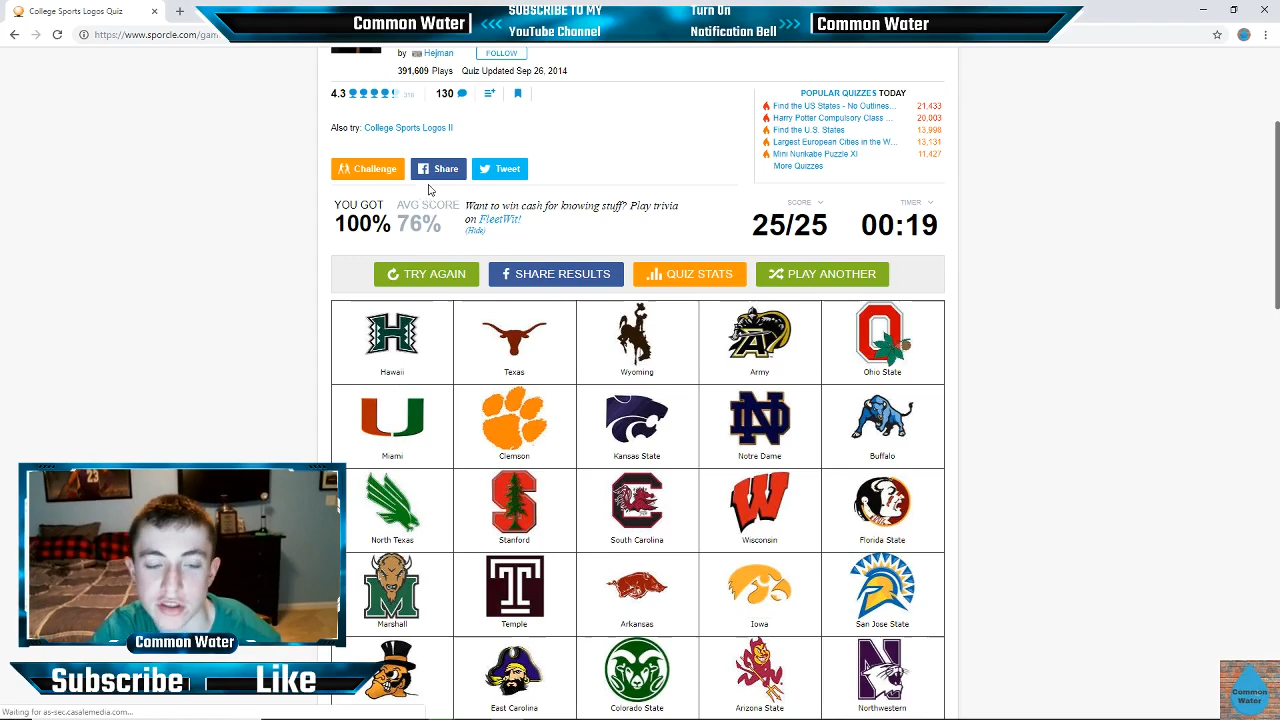 College Sports Logos Quiz
https://www.sporcle.com/gam
Common Water
SUBSCRIBE TO MY
YouTube Channel
Turn On
Notification Bell
Common Water
by Hejman FOLLOW
391,609 Plays Quiz Updated Sep 26, 2014
4.3 130
Also try: College Sports Logos II
Challenge Share Tweet
POPULAR QUIZZES TODAY
Find the US States - No Outlines... 21,433
Harry Potter Compulsory Class ... 20,003
Find the U.S. States 13,998
Largest European Cities in the W... 13,131
Mini Nurikabe Puzzle XI 11,427
More Quizzes
YOU GOT
100%
AVG SCORE
76%
Want to win cash for knowing stuff? Play trivia
on FleetWit!
(Hide)
SCORE
25/25
TIMER
00:19
TRY AGAIN SHARE RESULTS QUIZ STATS PLAY ANOTHER
H
Hawaii
Texas
Wyoming
A
Army
O
Ohio State
U
Miami
Clemson
Kansas State
ND
Notre Dame
Buffalo
North Texas
S
Stanford
C
South Carolina
W
Wisconsin
Florida State
M
Marshall
T
Temple
Arkansas
Iowa
San Jose State
East Carolina
Colorado State
Arizona State
N
Northwestern
Common Water
Subscribe Like
Waiting for as-sec.casalemedia.com...
Common
Water